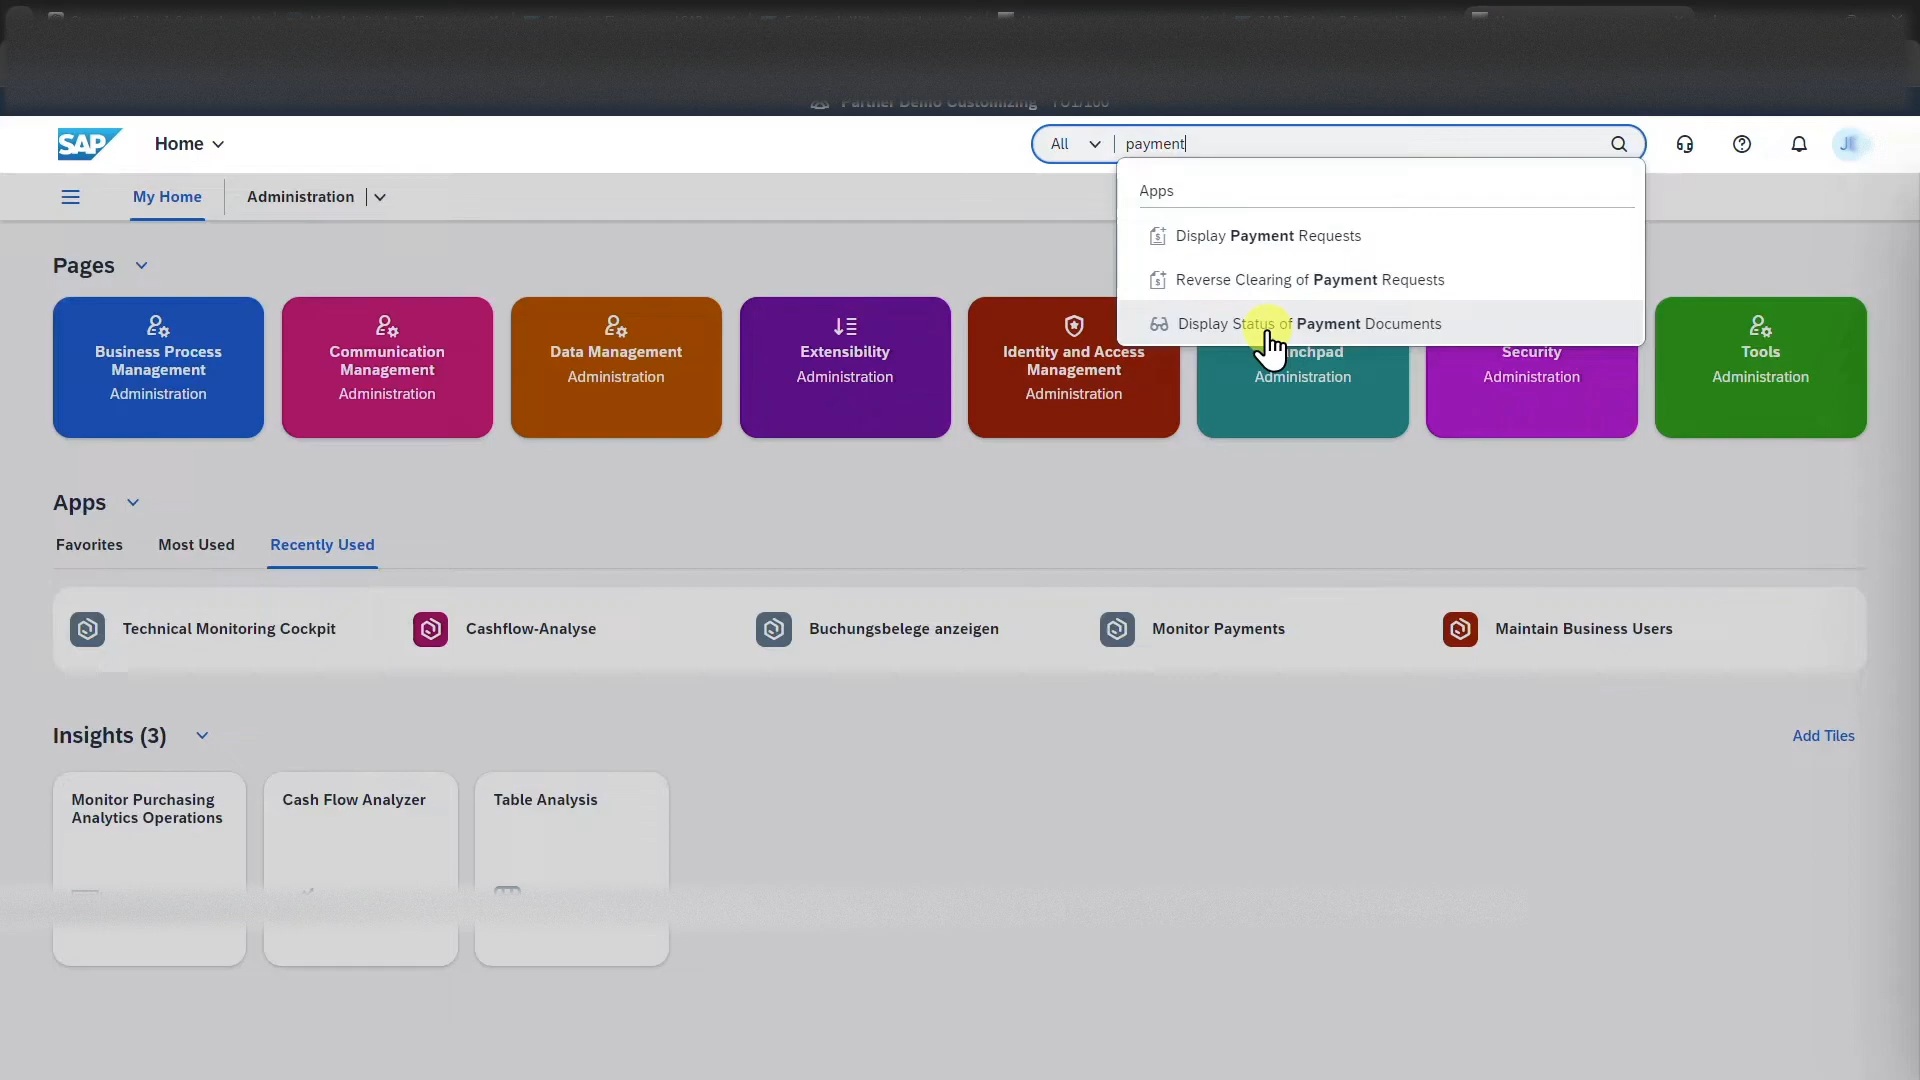 Partner Demo Customizing
SAP
Home
All
payment
JE
My Home
Administration
Apps
Display Payment Requests
Reverse Clearing of Payment Requests
Display Status of Payment Documents
Pages
Business Process
Management
Administration
Communication
Management
Administration
Data Management
Administration
Extensibility
Administration
Identity and Access
Management
Administration
Administration
Security
Administration
Tools
Administration
Apps
Favorites
Most Used
Recently Used
Technical Monitoring Cockpit
Cashflow-Analyse
Buchungsbelege anzeigen
Monitor Payments
Maintain Business Users
Insights (3)
Add Tiles
Monitor Purchasing
Analytics Operations
Cash Flow Analyzer
Table Analysis